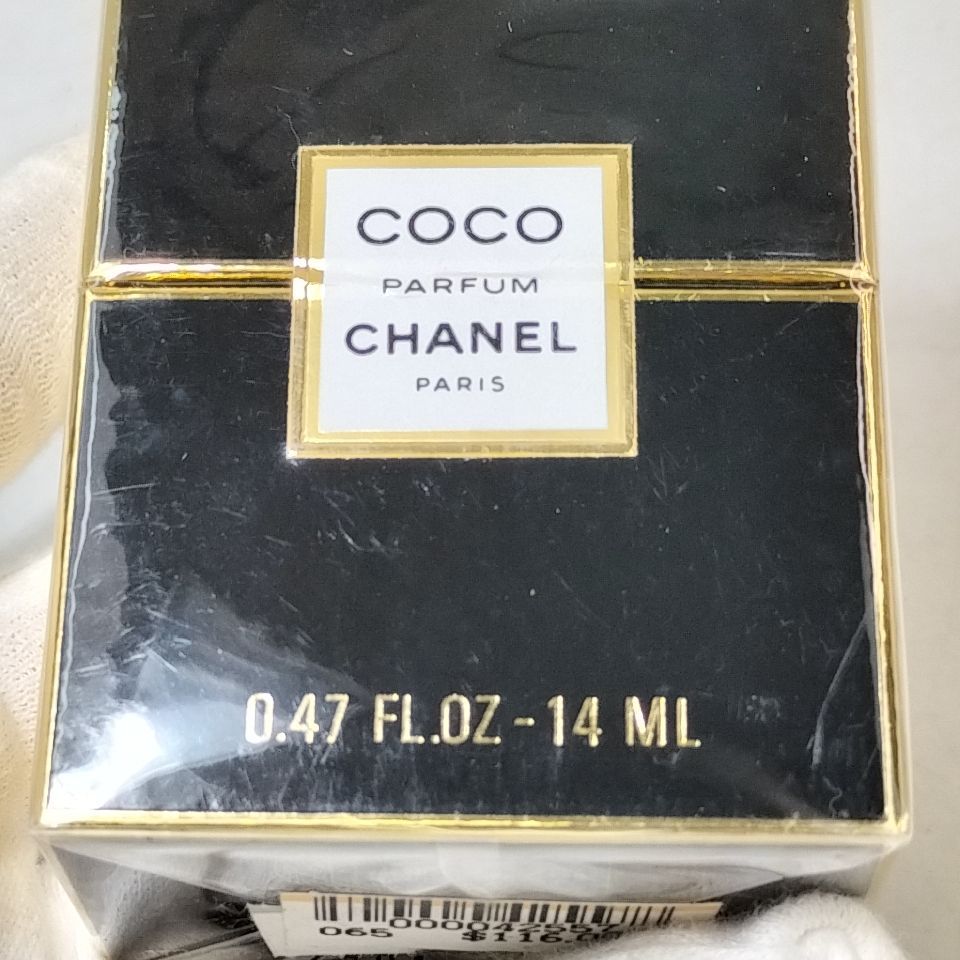 COCO
PARFUM
CHANEL
PARIS
0.47 FL.OZ - 14 ML
065